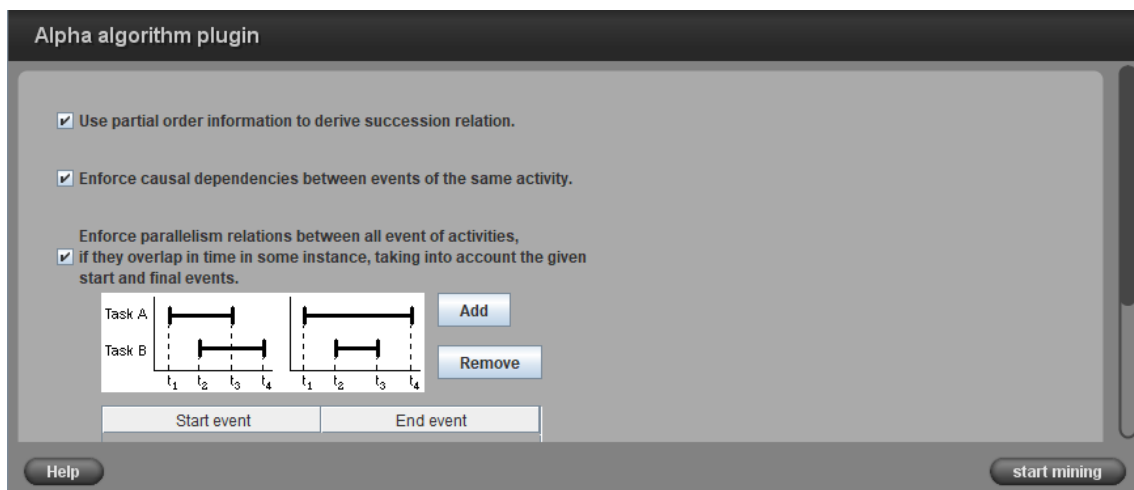 Alpha algorithm plugin
Use partial order information to derive succession relation.
Enforce causal dependencies between events of the same activity.
Enforce parallelism relations between all event of activities,
if they overlap in time in some instance, taking into account the given
start and final events.
Task A
Task B
t1 t2 t3 t4 t1 t2 t3 t4
Add
Remove
Start event End event
Help start mining